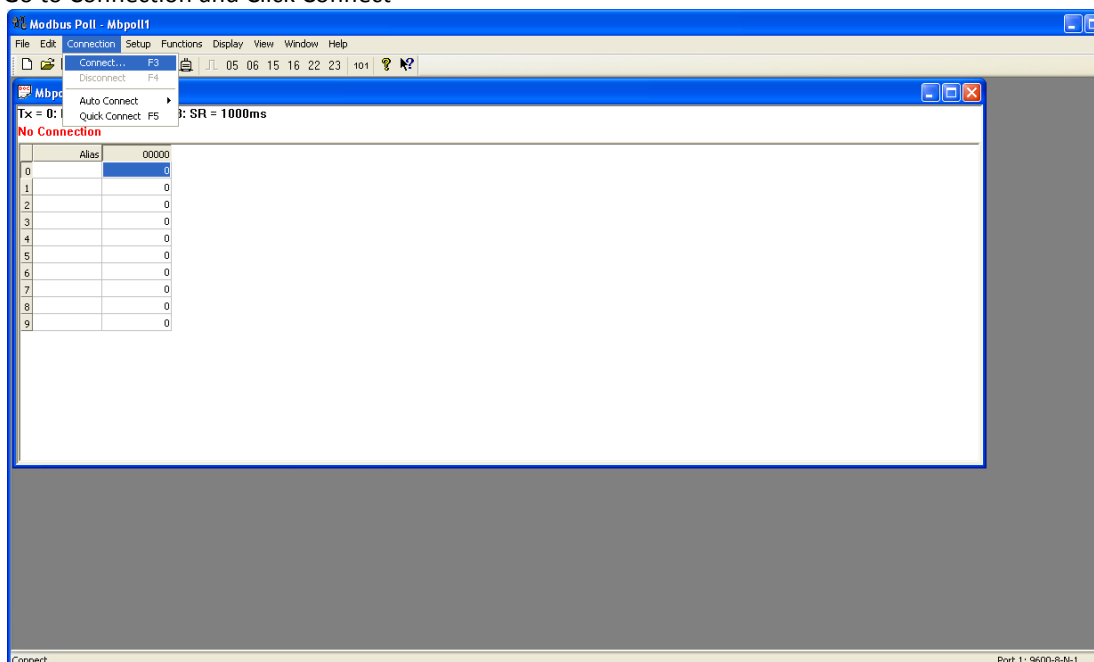 Go to Connection and Click Connect
Modbus Poll - Mbpoll1
File Edit Connection Setup Functions Display View Window Help
05 06 15 16 22 23 101
Connect... F3
Disconnect F4
Auto Connect
Quick Connect F5
Tx = 0: : SR = 1000ms
No Connection
Alias 00000
0 0
1 0
2 0
3 0
4 0
5 0
6 0
7 0
8 0
9 0
Connect Port 1: 9600-8-N-1